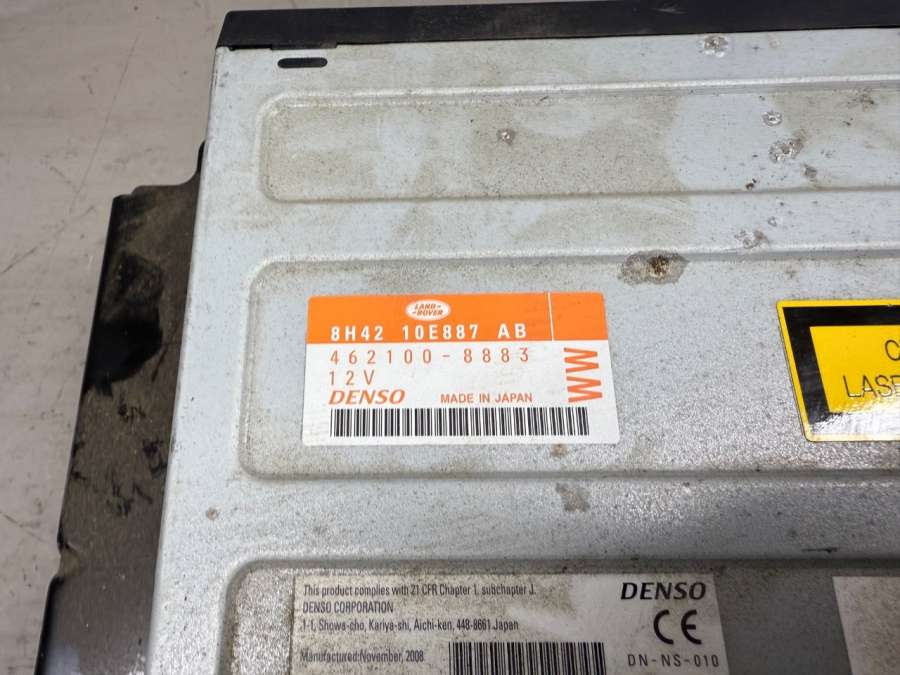 LAND-
-ROVER
8H42 10E887 AB
462100-8883
12V
WW
DENSO MADE IN JAPAN
This product complies with 21 CFR Chapter 1, subchapter J.
DENSO CORPORATION
1-1, Showa-cho, Kariya-shi, Aichi-ken, 448-8661 Japan
Manufactured:November, 2008
DENSO
CE
DN-NS-010